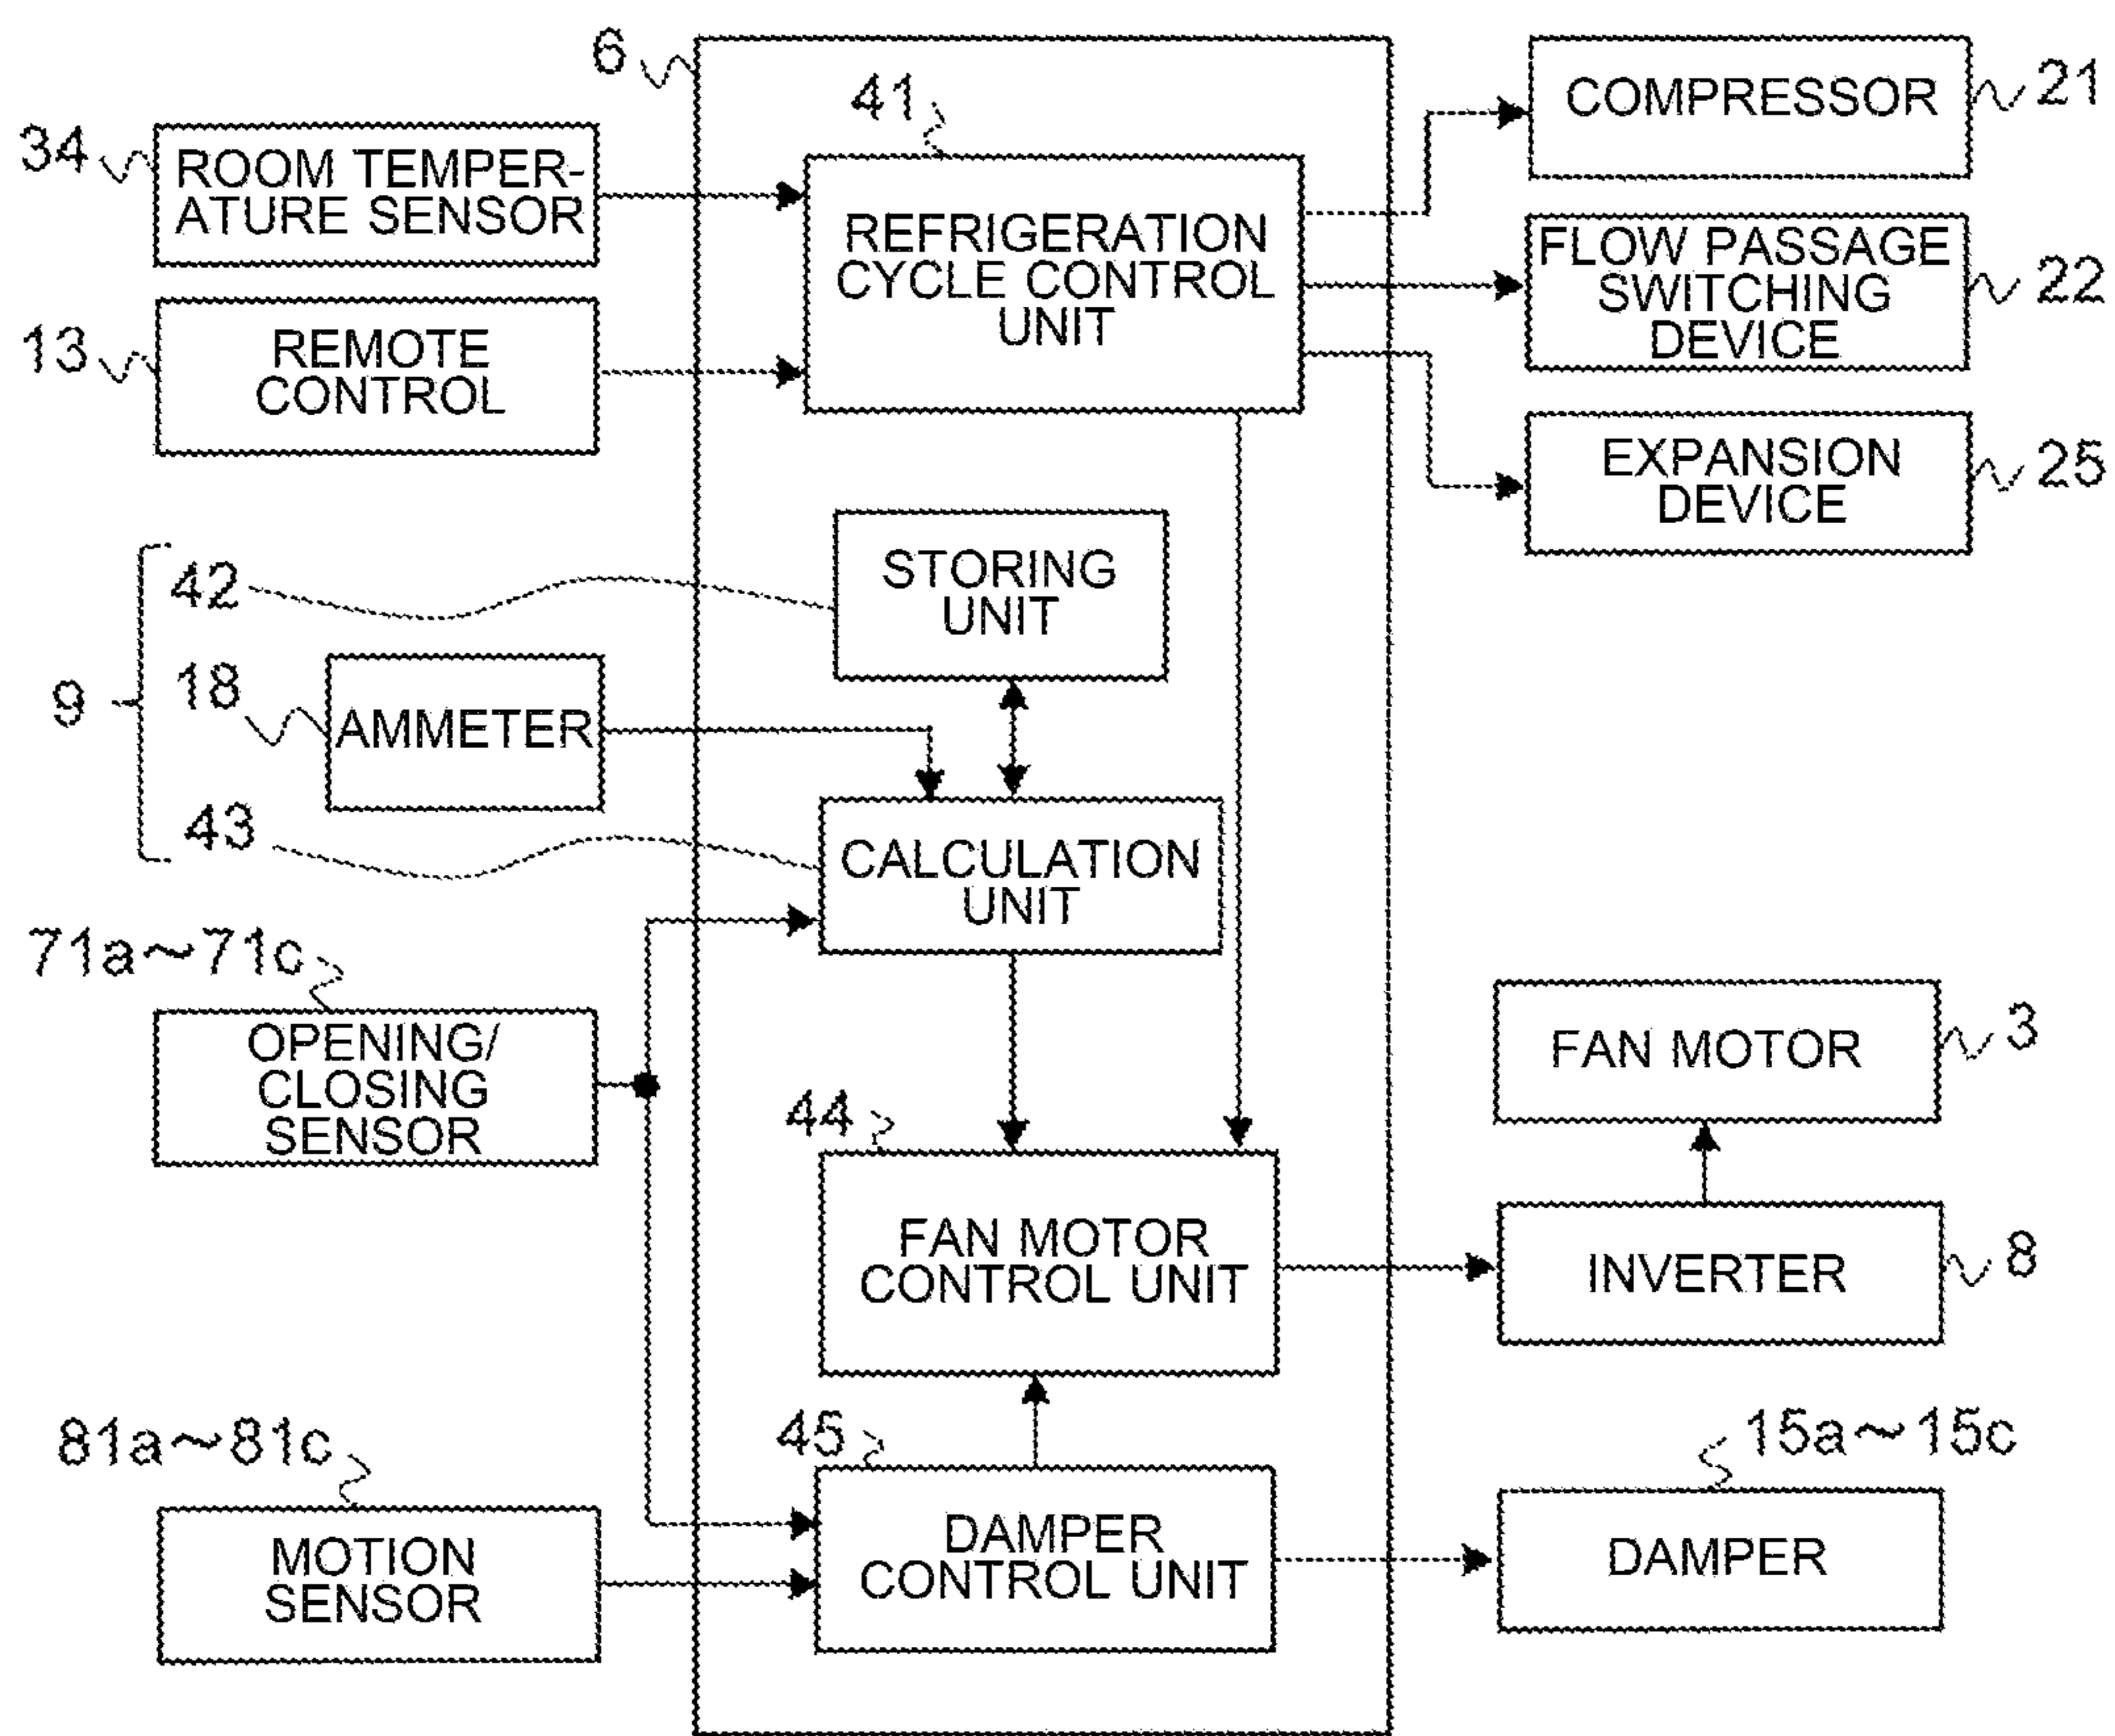 6
41
COMPRESSOR
21
34
ROOM TEMPER-
ATURE SENSOR
REFRIGERATION
CYCLE CONTROL
UNIT
FLOW PASSAGE
SWITCHING
DEVICE
22
13
REMOTE
CONTROL
EXPANSION
DEVICE
25
9
42
STORING
UNIT
18
AMMETER
43
CALCULATION
UNIT
71a～71c
OPENING/
CLOSING
SENSOR
FAN MOTOR
3
44
FAN MOTOR
CONTROL UNIT
INVERTER
8
81a～81c
MOTION
SENSOR
45
DAMPER
CONTROL UNIT
15a～15c
DAMPER